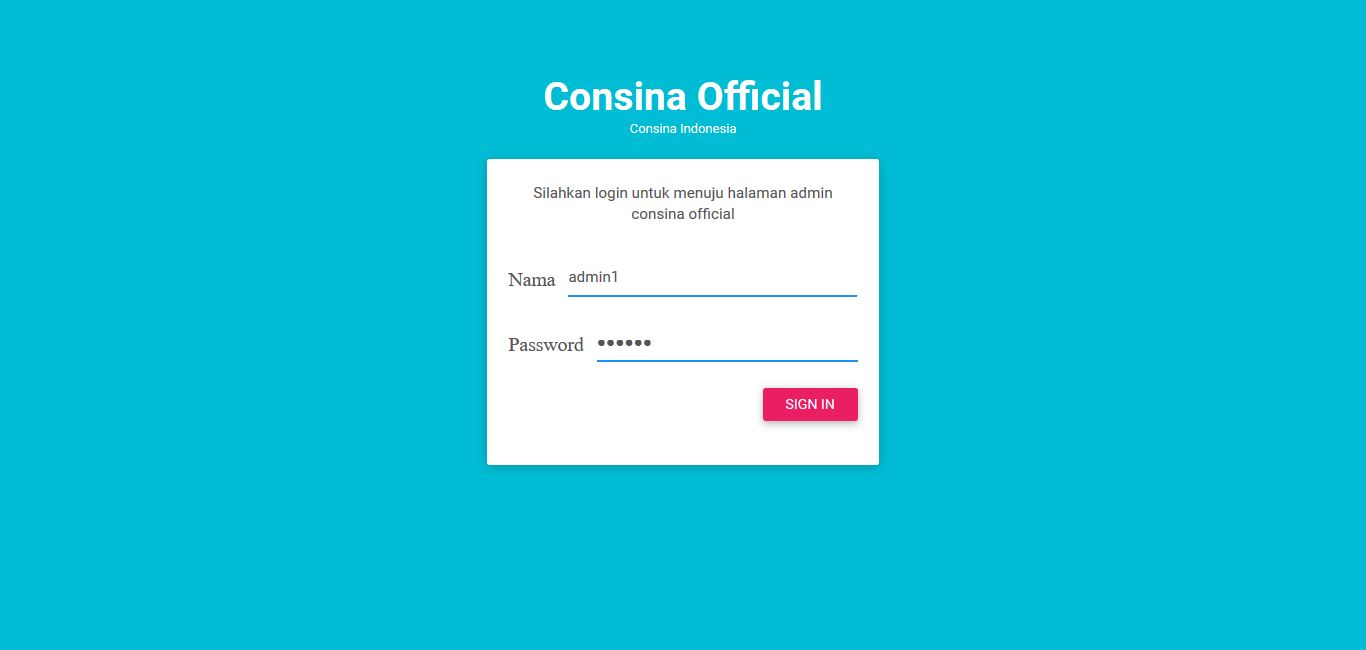 Consina Official
Consina Indonesia
Silahkan login untuk menuju halaman admin
consina official
Nama admin1
Password ••••••
SIGN IN